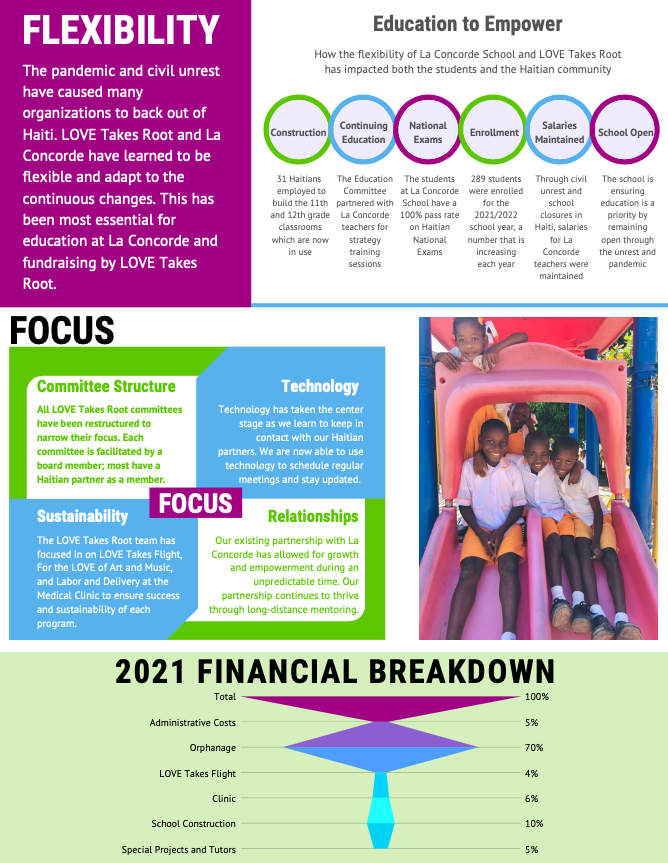 FLEXIBILITY
The pandemic and civil unrest
have caused many
organizations to back out of
Haiti. LOVE Takes Root and La
Concorde have learned to be
flexible and adapt to the
continuous changes. This has
been most essential for
education at La Concorde and
fundraising by LOVE Takes
Root.
Education to Empower
How the flexibility of La Concorde School and LOVE Takes Root
has impacted both the students and the Haitian community
Construction
31 Haitians
employed to
build the 11th
and 12th grade
classrooms
which are now
in use
Continuing
Education
The Education
Committee
partnered with
La Concorde
teachers for
strategy
training
sessions
National
Exams
The students
at La Concorde
School have a
100% pass rate
on Haitian
National
Exams
Enrollment
289 students
were enrolled
for the
2021/2022
school year, a
number that is
increasing
each year
Salaries
Maintained
Through civil
unrest and
school
closures in
Haiti, salaries
for La
Concorde
teachers were
maintained
School Open
The school is
ensuring
education is a
priority by
remaining
open through
the unrest and
pandemic
FOCUS
Committee Structure
All LOVE Takes Root committees
have been restructured to
narrow their focus. Each
committee is facilitated by a
board member; most have a
Haitian partner as a member.
Technology
Technology has taken the center
stage as we learn to keep in
contact with our Haitian
partners. We are now able to use
technology to schedule regular
meetings and stay updated.
FOCUS
Sustainability
The LOVE Takes Root team has
focused in on LOVE Takes Flight,
For the LOVE of Art and Music,
and Labor and Delivery at the
Medical Clinic to ensure success
and sustainability of each
program.
Relationships
Our existing partnership with La
Concorde has allowed for growth
and empowerment during an
unpredictable time. Our
partnership continues to thrive
through long-distance mentoring.
2021 FINANCIAL BREAKDOWN
Total 100%
Administrative Costs 5%
Orphanage 70%
LOVE Takes Flight 4%
Clinic 6%
School Construction 10%
Special Projects and Tutors 5%